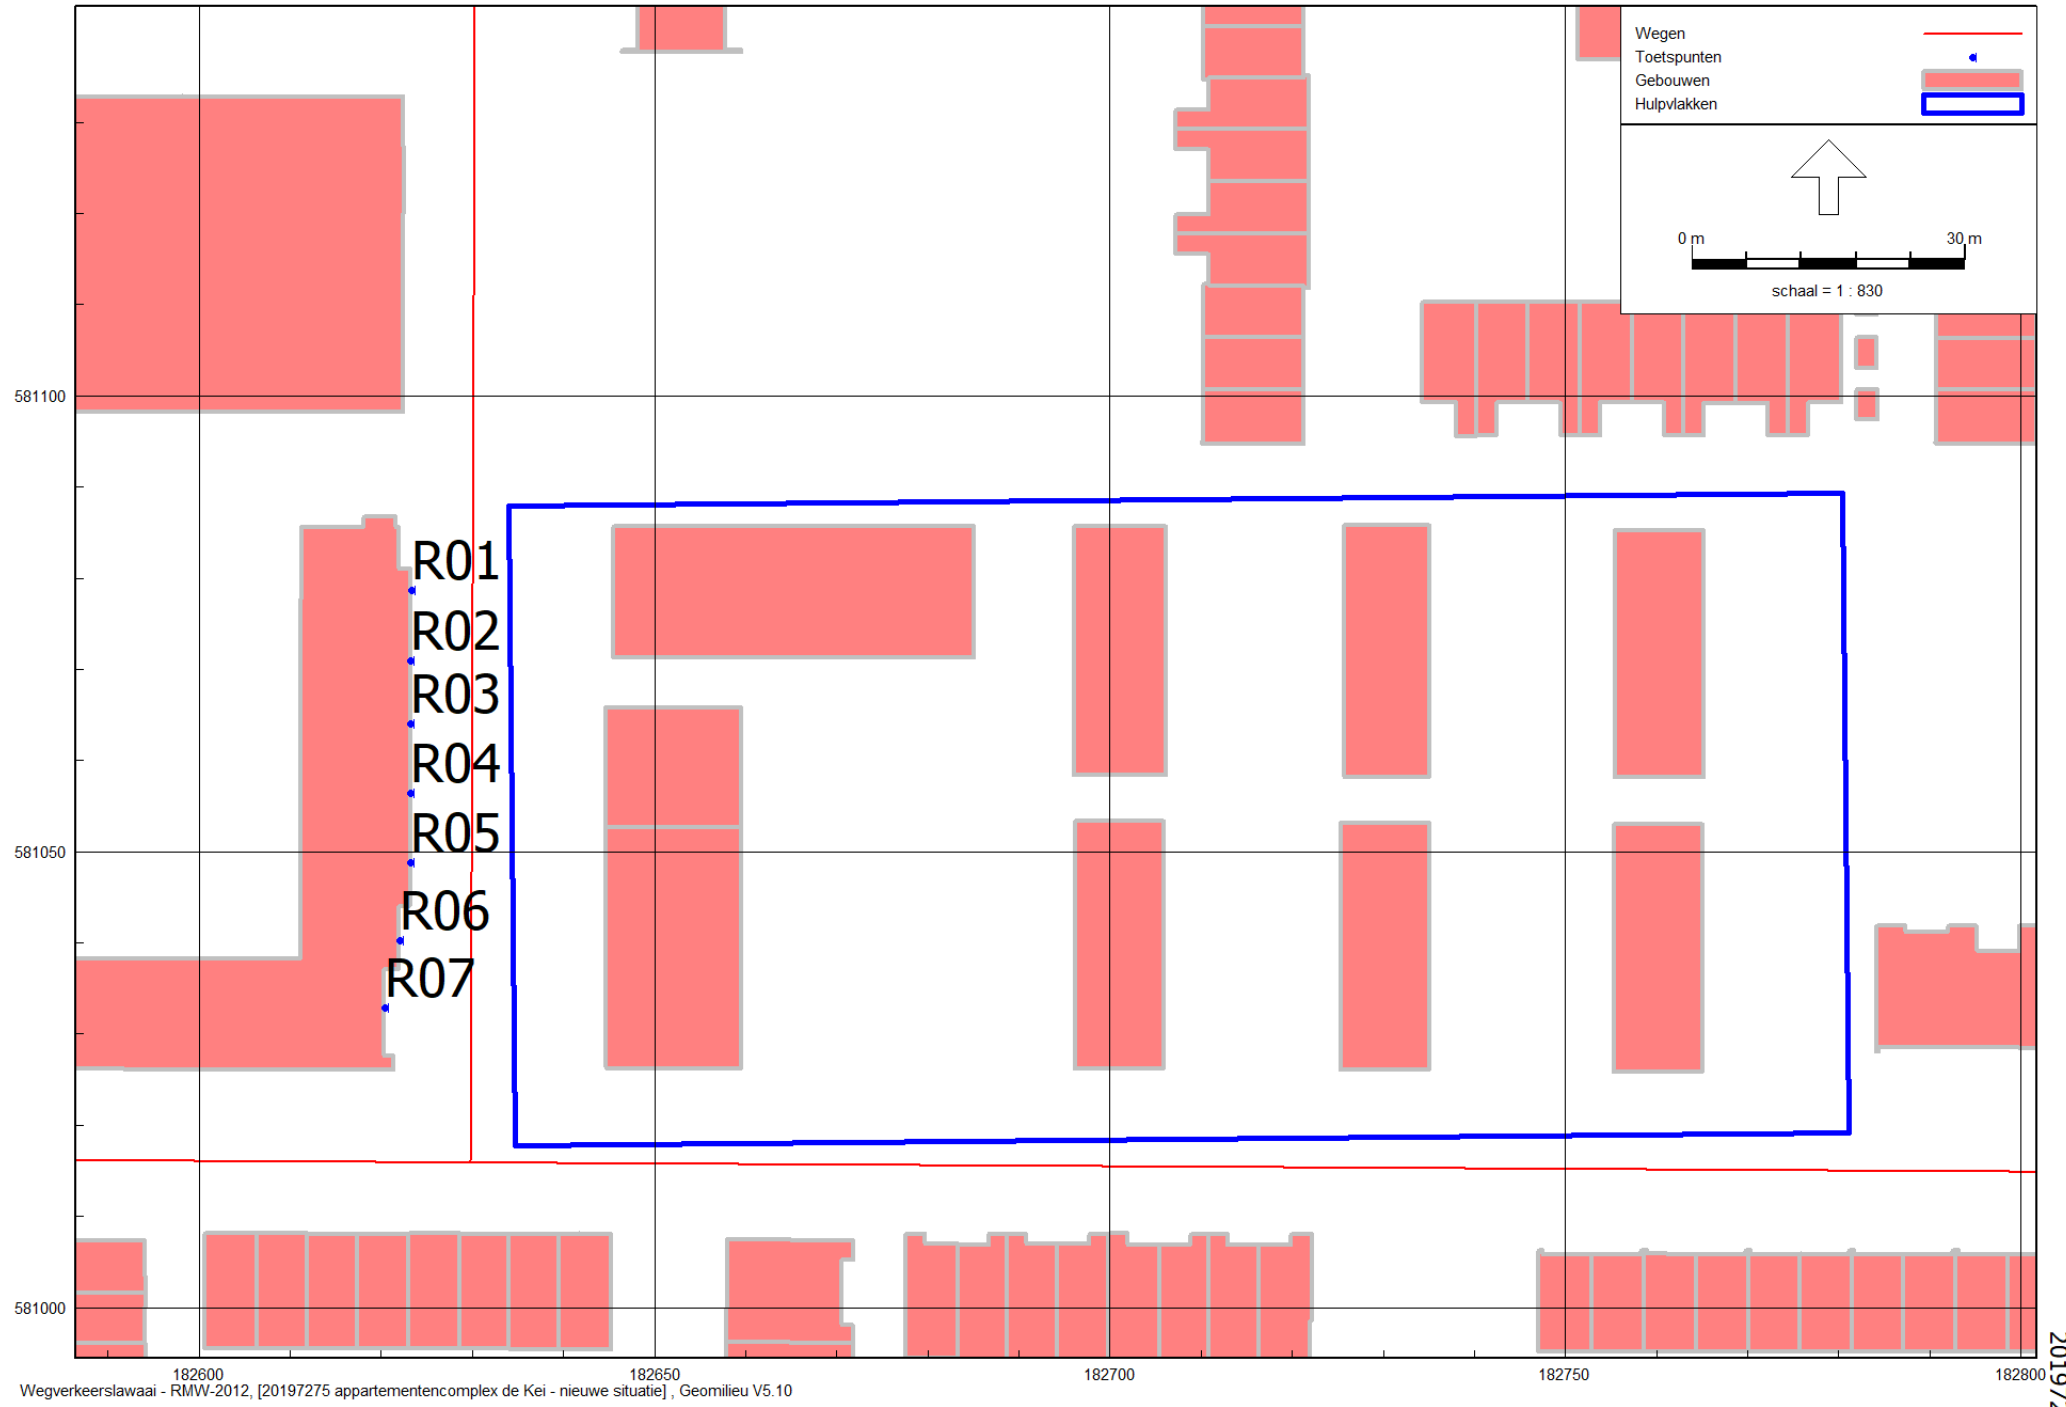 Wegen
Toetspunten
Gebouwen
Hulpvlakken
0 m 30 m
schaal = 1 : 830
581100
R01
R02
R03
R04
R05
581050
R06
R07
581000
182600 182650 182700 182750 182800
Wegverkeerslawaai - RMW-2012, [20197275 appartementencomplex de Kei - nieuwe situatie] , Geomilieu V5.10